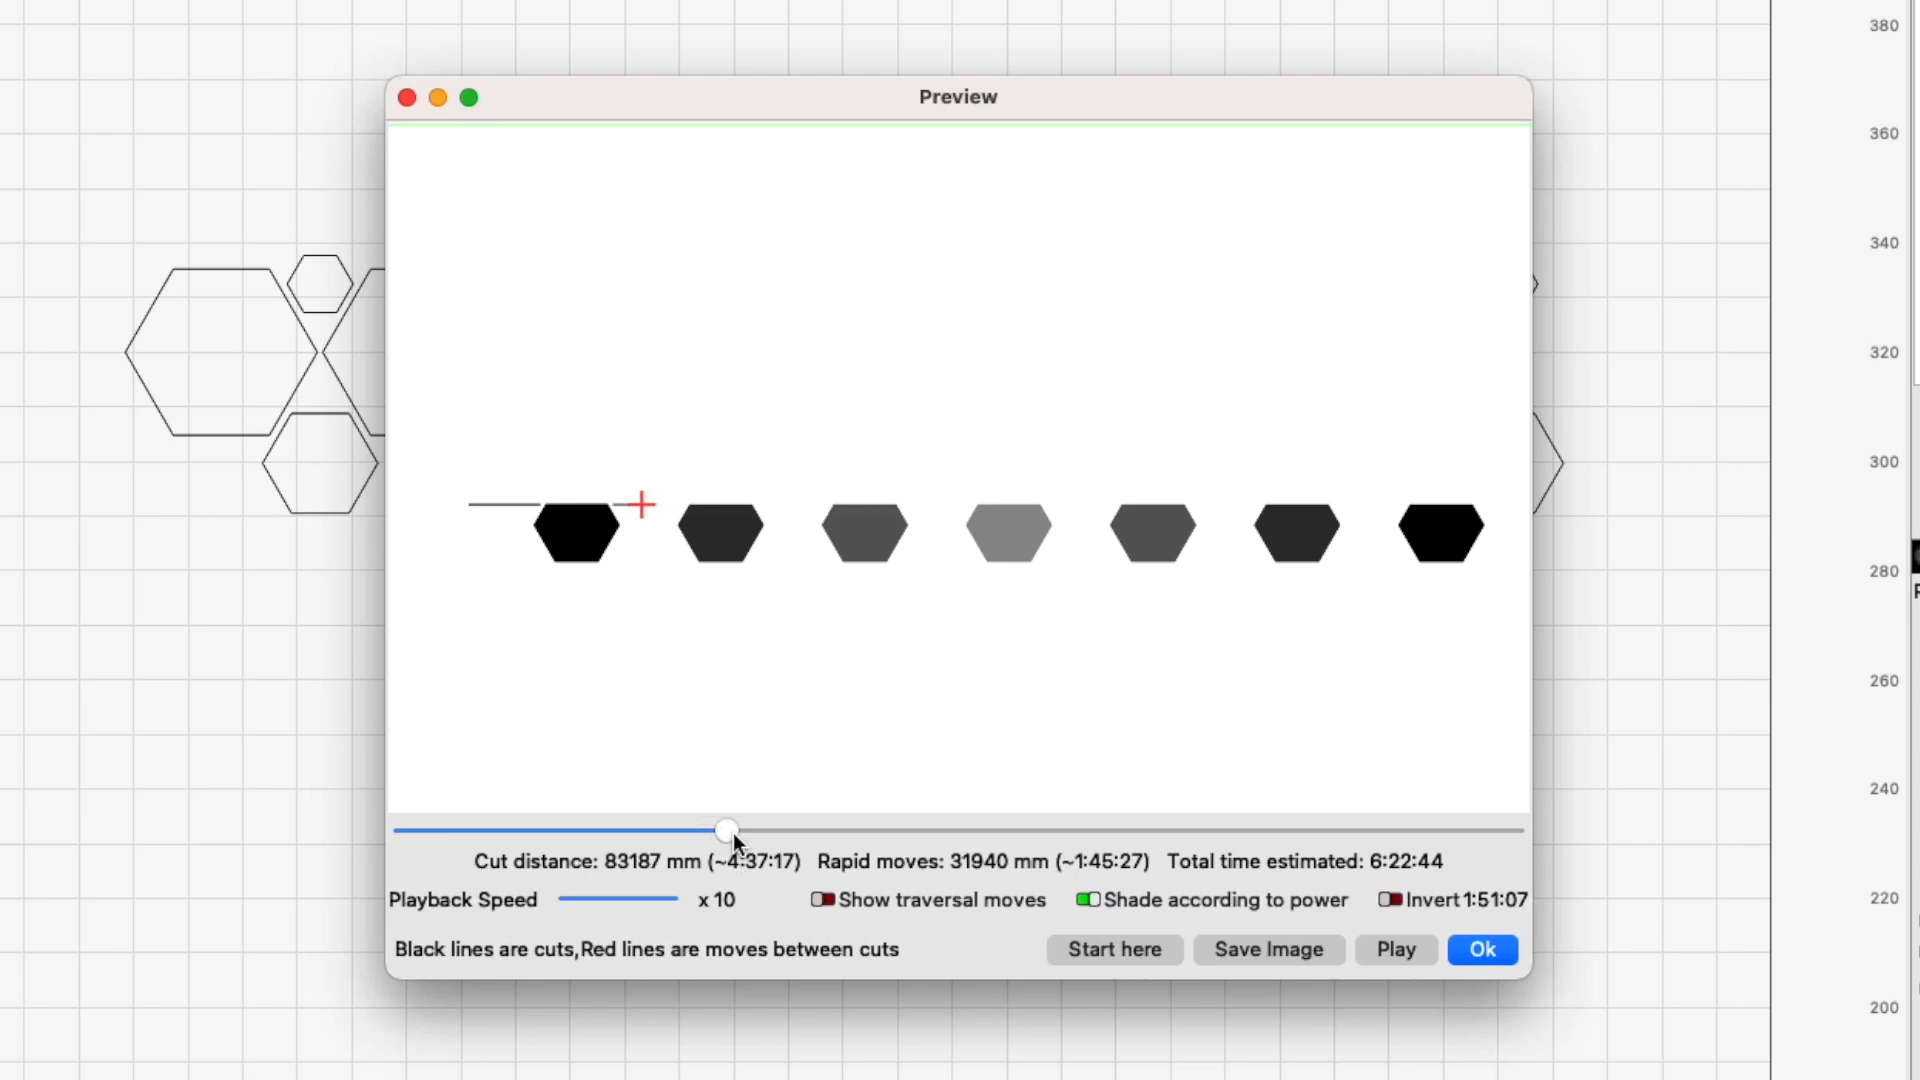 Preview
380
360
340
320
300
280
260
240
220
200
Cut distance: 83187 mm (~4:37:17) Rapid moves: 31940 mm (~1:45:27) Total time estimated: 6:22:44
Playback Speed x 10 Show traversal moves Shade according to power Invert 1:51:07
Black lines are cuts,Red lines are moves between cuts Start here Save Image Play Ok